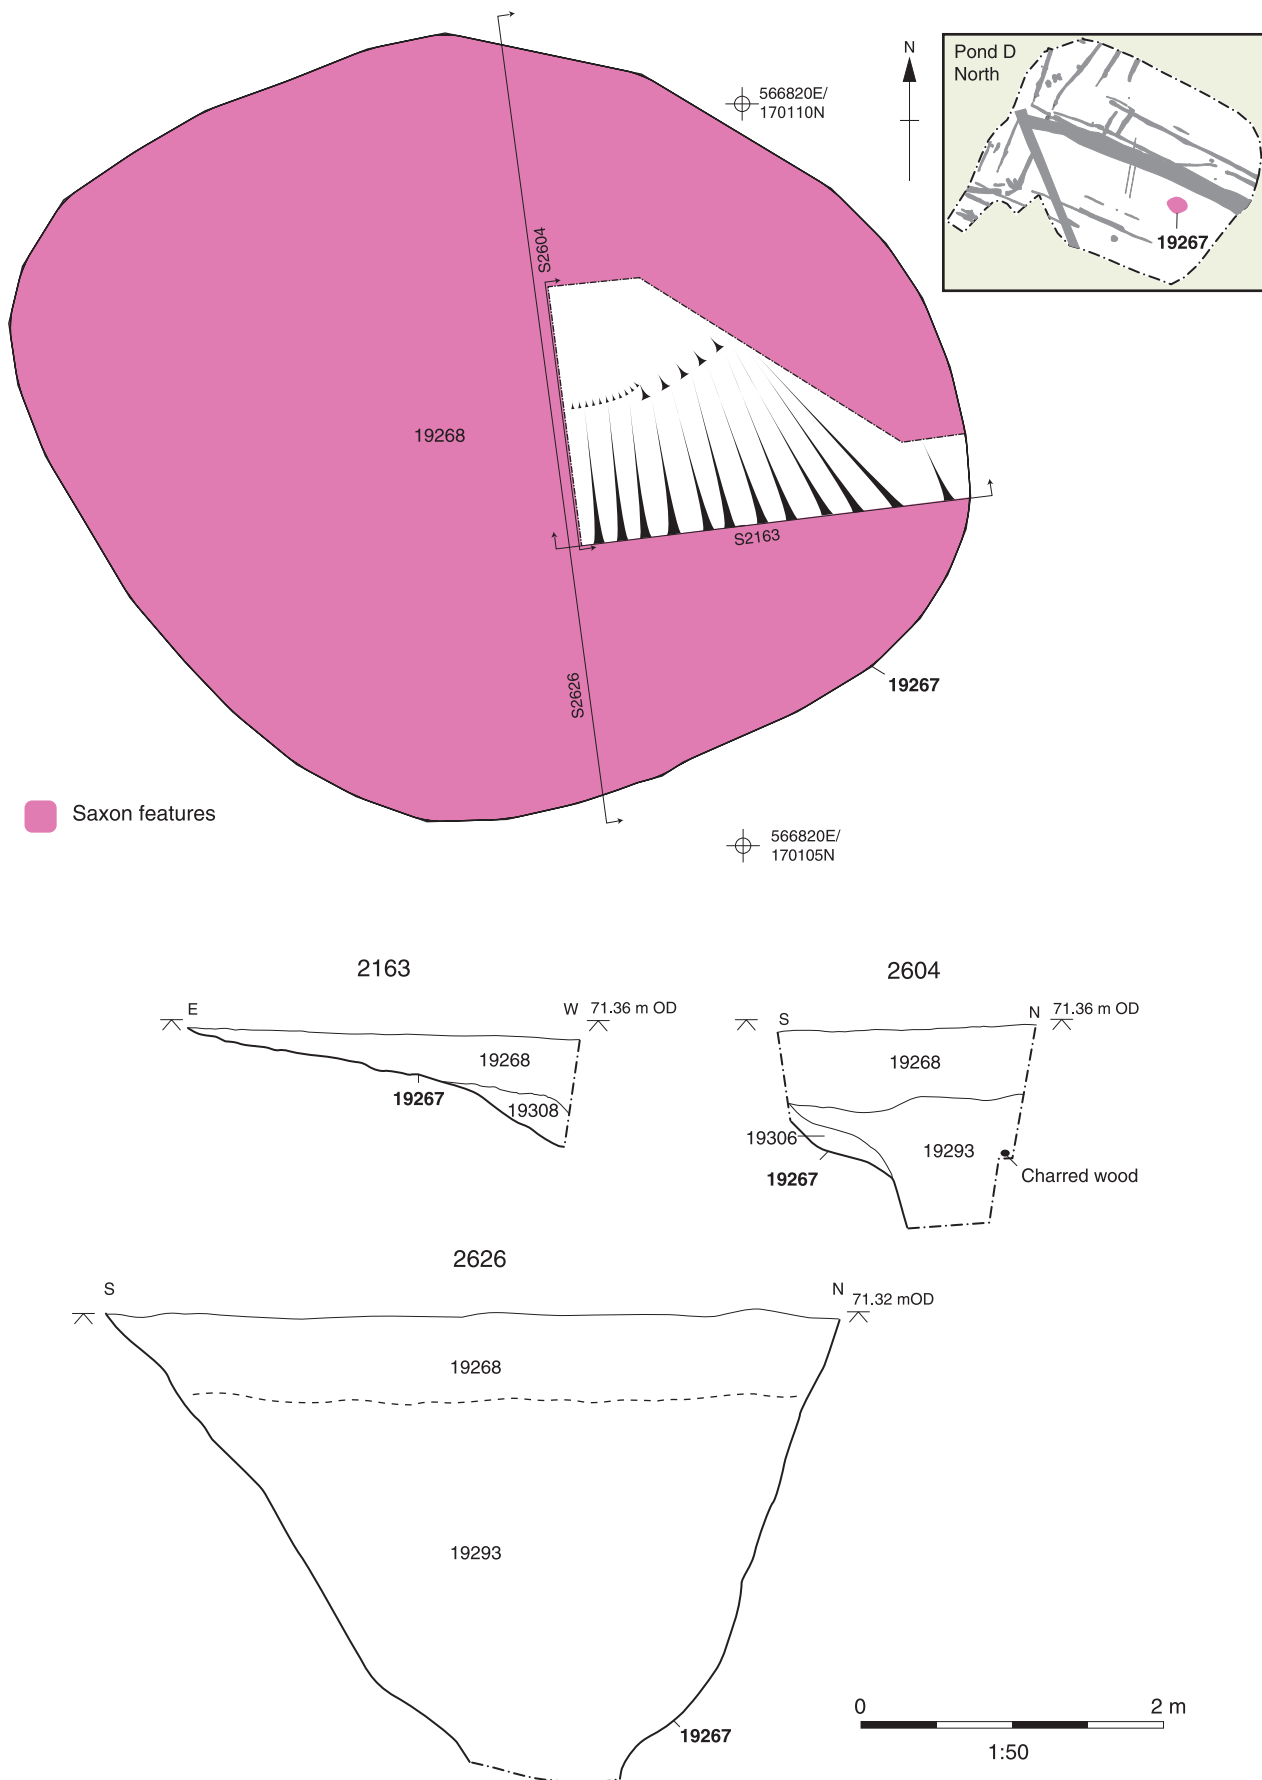 N
Pond D
North
566820E/
170110N
19267
S2604
19268
S2163
S2626
19267
Saxon features
566820E/
170105N
2163
2604
E
W
71.36 m OD
S
N
71.36 m OD
19268
19268
19267
19308
19306
19293
19267
Charred wood
2626
S
N
71.32 mOD
19268
19293
19267
0
2 m
1:50